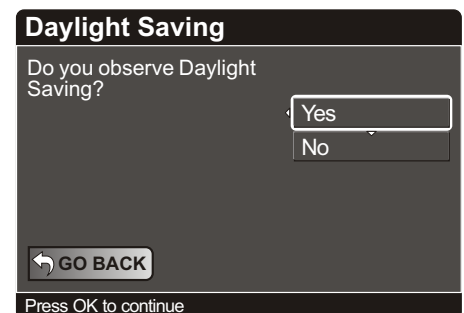 Daylight Saving
Do you observe Daylight
Saving?
Yes
No
GO BACK
Press OK to continue